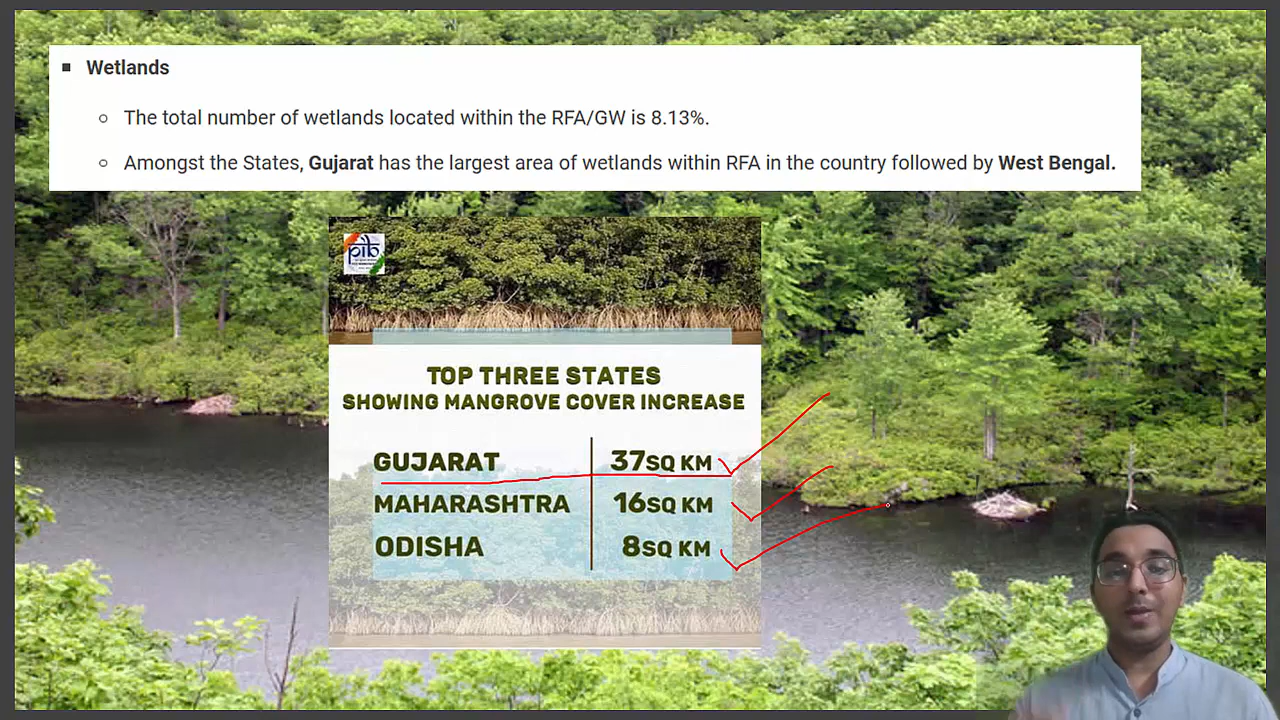 Wetlands
The total number of wetlands located within the RFA/GW is 8.13%.
Amongst the States, Gujarat has the largest area of wetlands within RFA in the country followed by West Bengal.
pib
TOP THREE STATES
SHOWING MANGROVE COVER INCREASE
GUJARAT 37SQ KM
MAHARASHTRA 16SQ KM
ODISHA 8SQ KM